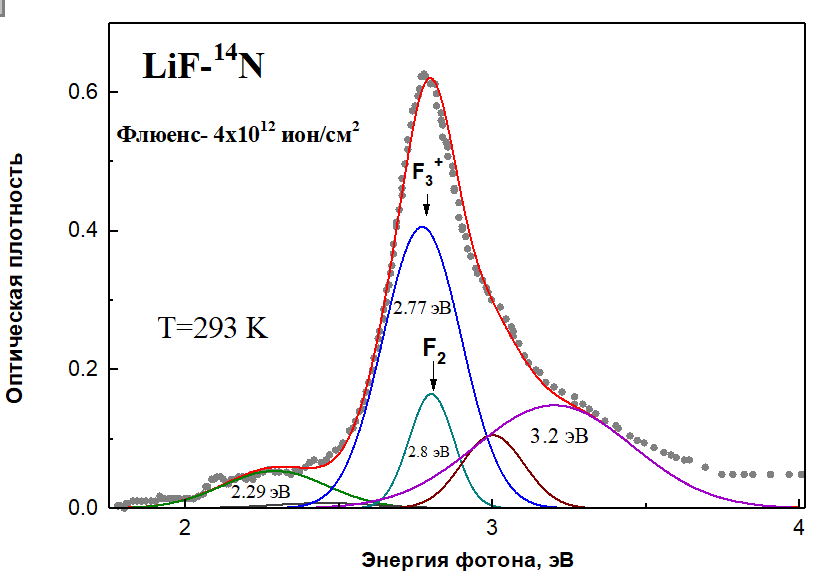 LiF-¹⁴N
Флюенс- 4x10¹² ион/см²
T=293 K
F₃⁺
2.77 эВ
F₂
2.8 эВ
3.2 эВ
2.29 эВ
0.6
0.4
0.2
0.0
2
3
4
Оптическая плотность
Энергия фотона, эВ